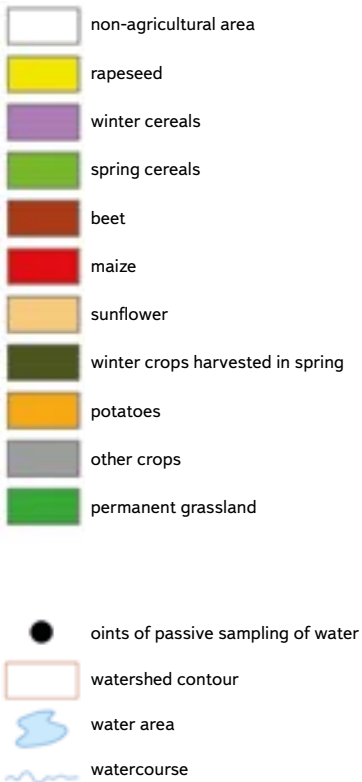 non-agricultural area
rapeseed
winter cereals
spring cereals
beet
maize
sunflower
winter crops harvested in spring
potatoes
other crops
permanent grassland
oints of passive sampling of water
watershed contour
water area
watercourse